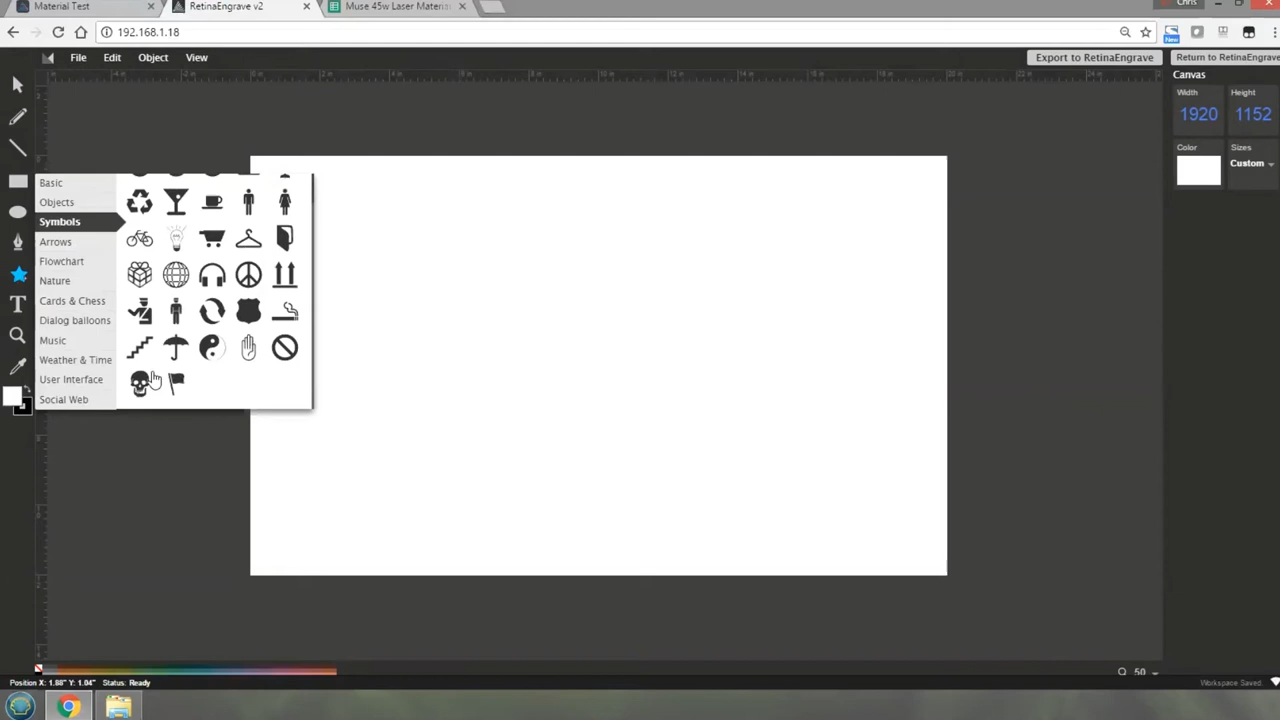 Material Test
RetinaEngrave v2
Muse 45w Laser Materia
Chris
192.168.1.18
New
File Edit Object View
Export to RetinaEngrave
Return to RetinaEngrave
Canvas
Width Height
1920 1152
Color Sizes
Custom
Basic
Objects
Symbols
Arrows
Flowchart
Nature
Cards & Chess
Dialog balloons
Music
Weather & Time
User Interface
Social Web
50
Position X: 1.88" Y: 1.04" Status: Ready
Workspace Saved.